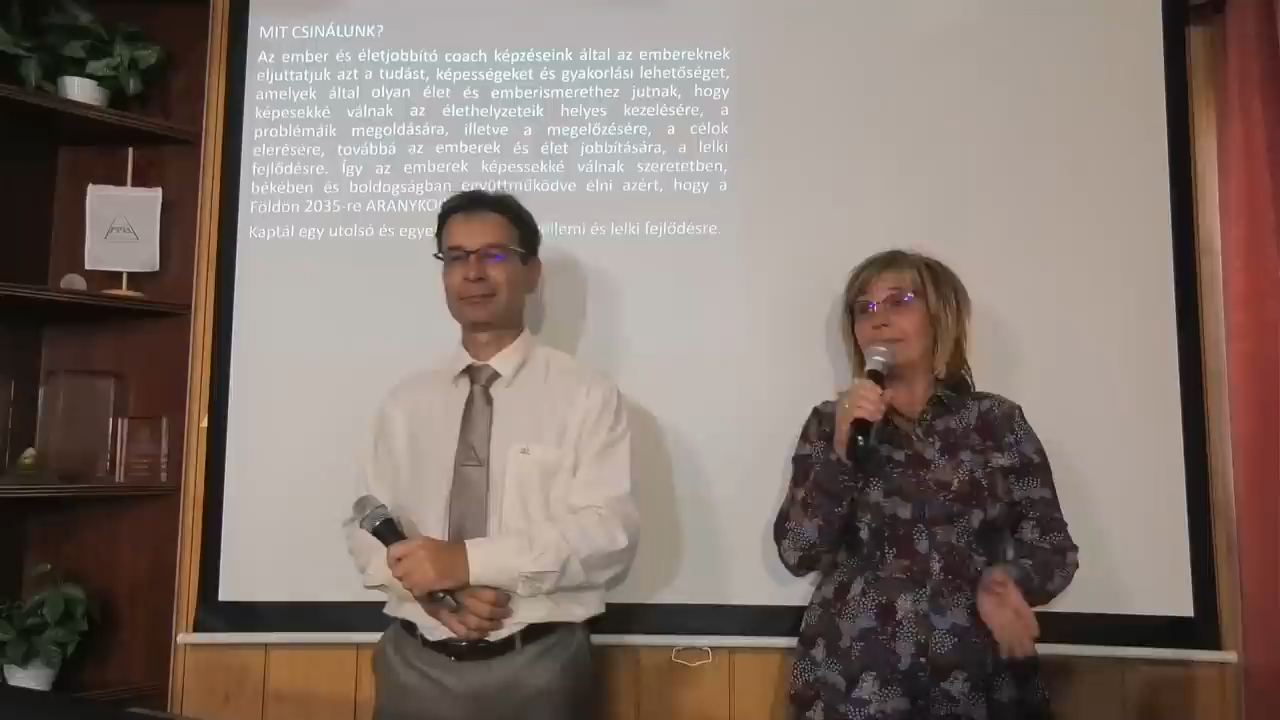 MIT CSINÁLUNK?
Az ember és életjobbító coach képzéseink által az embereknek
eljuttatjuk azt a tudást, képességeket és gyakorlási lehetőséget,
amelyek által olyan élet és emberismerethez jutnak, hogy
képesekké válnak az élethelyzeteik helyes kezelésére, a
problémáik megoldására, illetve a megelőzésére, a célok
elérésére, továbbá az emberek és élet jobbítására, a lelki
fejlődésre. Így az emberek képessekké válnak szeretetben,
békében és boldogságban együttműködve élni azért, hogy a
Földön 2035-re
Kaptál egy utolsó és és lelki fejlődésre.